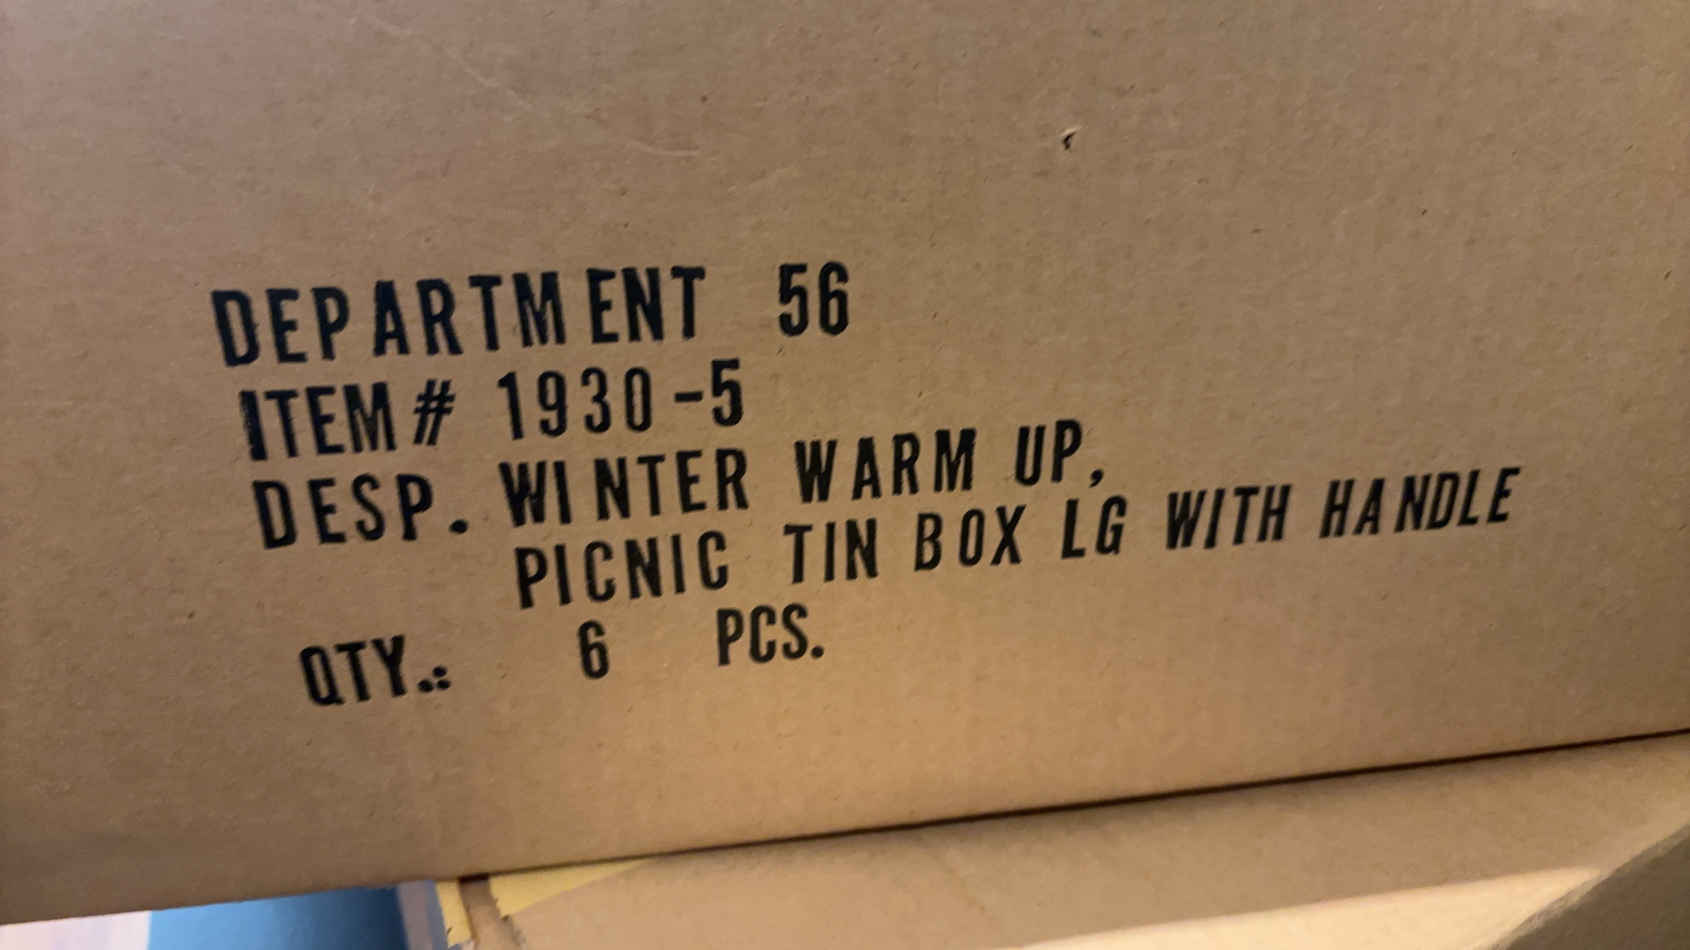 DEPARTMENT 56
ITEM# 1930-5
DESP. WINTER WARM UP,
PICNIC TIN BOX LG WITH HANDLE
QTY.: 6 PCS.